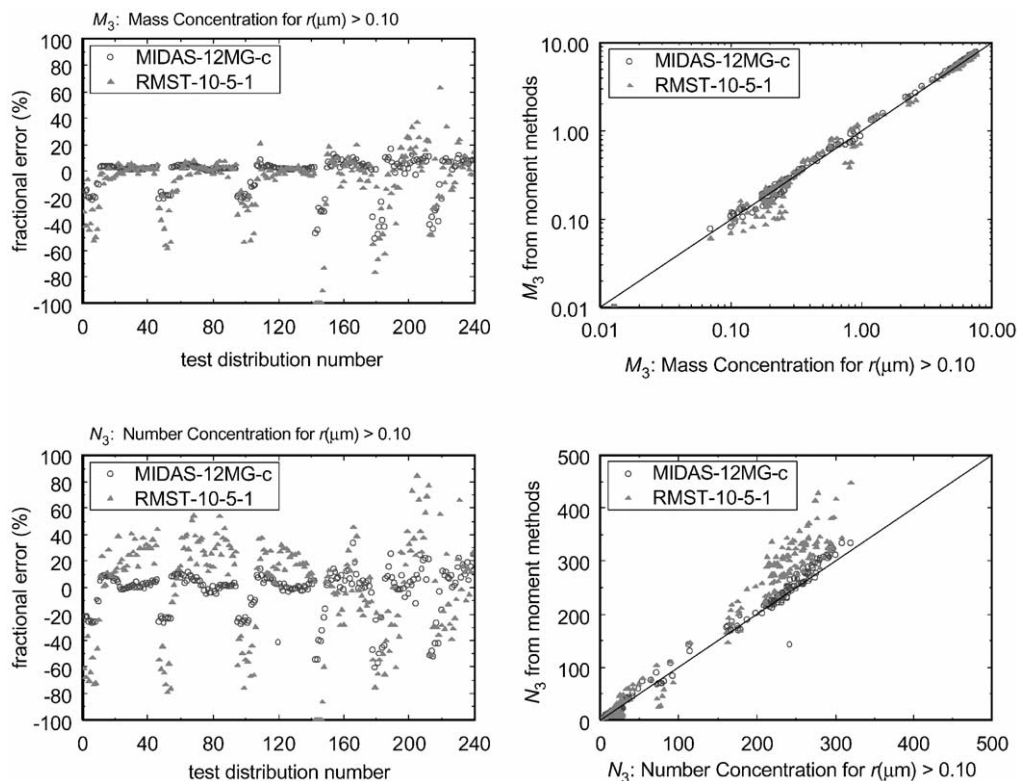 M3: Mass Concentration for r(μm) > 0.10
MIDAS-12MG-c
RMST-10-5-1
fractional error (%)
100
80
60
40
20
0
-20
-40
-60
-80
-100
0 40 80 120 160 200 240
test distribution number
MIDAS-12MG-c
RMST-10-5-1
M3 from moment methods
10.00
1.00
0.10
0.01
0.01 0.10 1.00 10.00
M3: Mass Concentration for r(μm) > 0.10
N3: Number Concentration for r(μm) > 0.10
MIDAS-12MG-c
RMST-10-5-1
fractional error (%)
100
80
60
40
20
0
-20
-40
-60
-80
-100
0 40 80 120 160 200 240
test distribution number
MIDAS-12MG-c
RMST-10-5-1
N3 from moment methods
500
400
300
200
100
0
0 100 200 300 400 500
N3: Number Concentration for r(μm) > 0.10